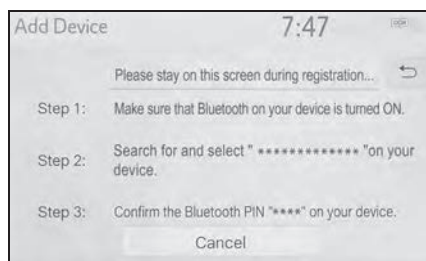 Add Device 7:47
Please stay on this screen during registration...
Step 1: Make sure that Bluetooth on your device is turned ON.
Step 2: Search for and select " ************* "on your
device.
Step 3: Confirm the Bluetooth PIN "****" on your device.
Cancel